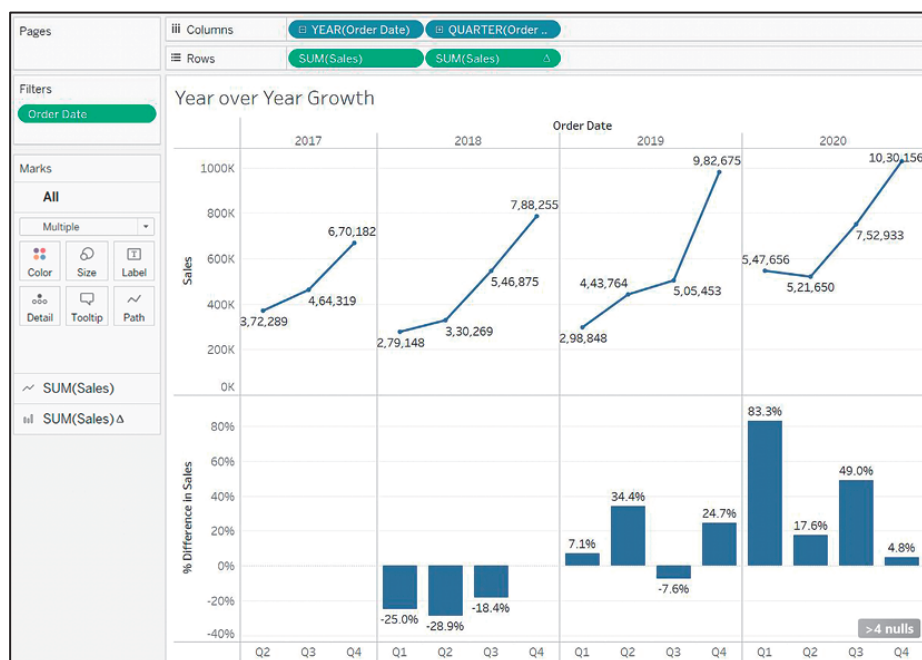 Pages
iii Columns
YEAR(Order Date)
QUARTER(Order ..
Rows
SUM(Sales)
SUM(Sales) Δ
Filters
Order Date
Marks
All
Multiple
Color
Size
Label
Detail
Tooltip
Path
SUM(Sales)
SUM(Sales) Δ
Year over Year Growth
Order Date
2017
2018
2019
2020
Sales
1000K
800K
600K
400K
200K
0K
3,72,289
4,64,319
6,70,182
2,79,148
3,30,269
5,46,875
7,88,255
2,98,848
4,43,764
5,05,453
9,82,675
5,47,656
5,21,650
7,52,933
10,30,156
% Difference in Sales
80%
60%
40%
20%
0%
-20%
-40%
-25.0%
-28.9%
-18.4%
7.1%
34.4%
-7.6%
24.7%
83.3%
17.6%
49.0%
4.8%
>4 nulls
Q2
Q3
Q4
Q1
Q2
Q3
Q4
Q1
Q2
Q3
Q4
Q1
Q2
Q3
Q4